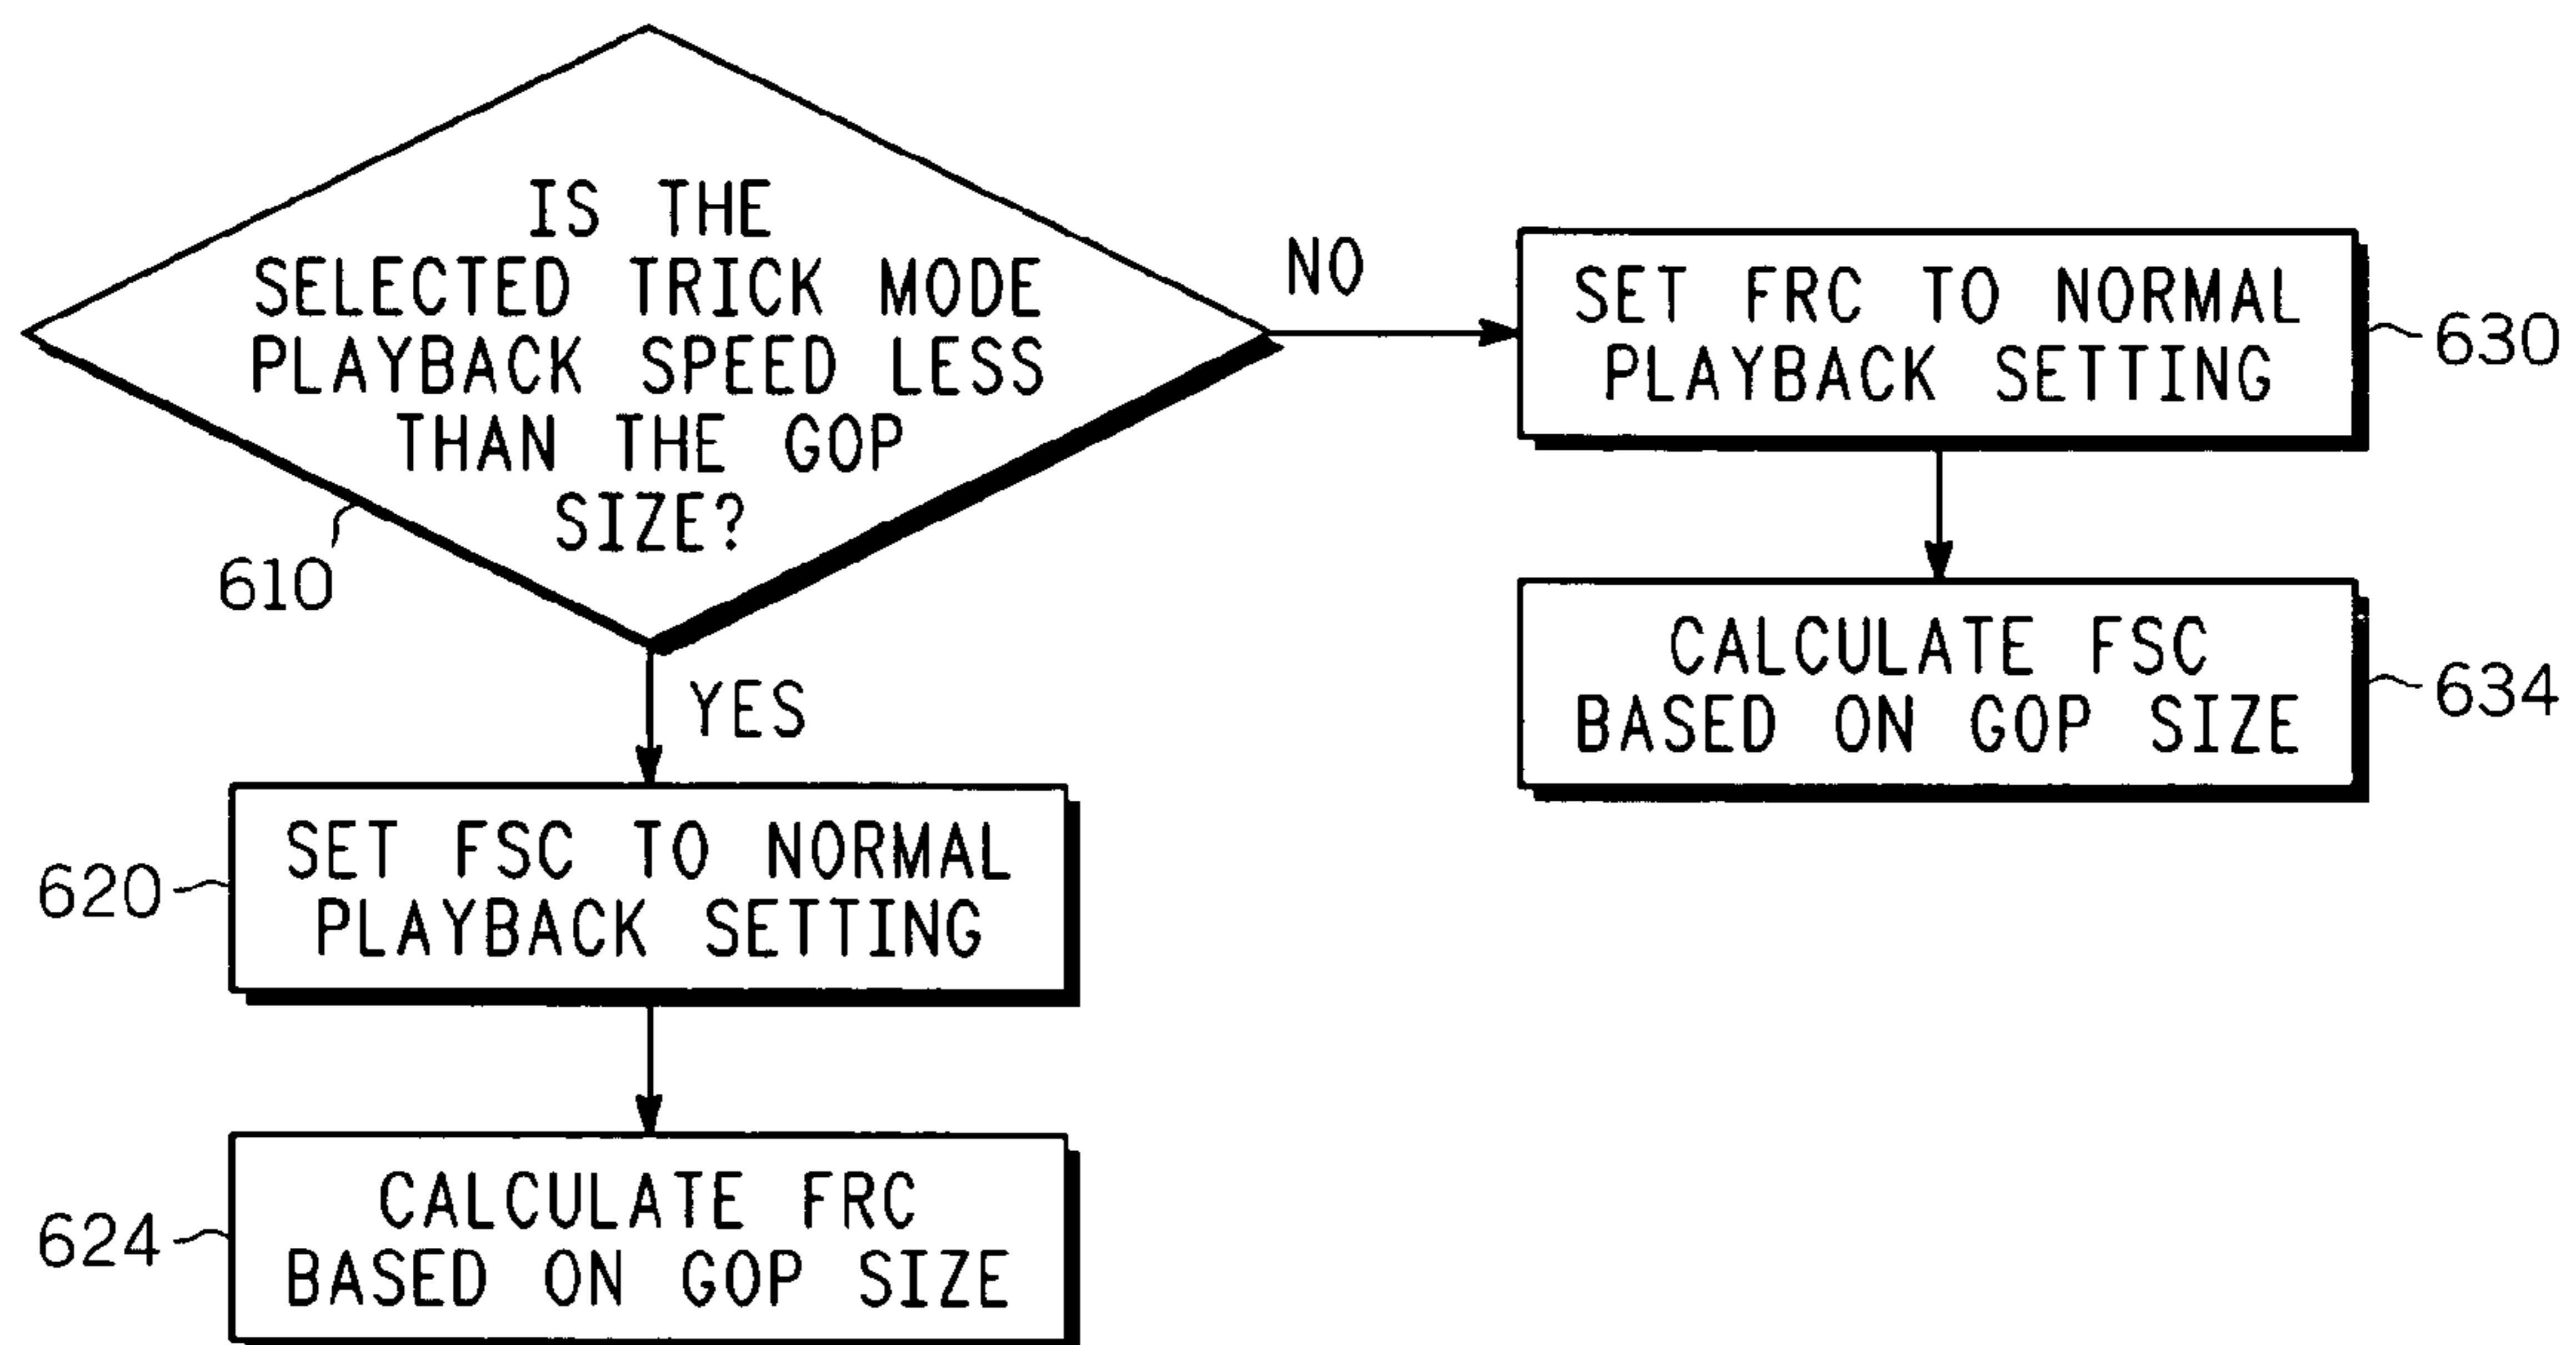 IS THE
SELECTED TRICK MODE
PLAYBACK SPEED LESS
THAN THE GOP
SIZE?
610
NO
SET FRC TO NORMAL
PLAYBACK SETTING
630
CALCULATE FSC
BASED ON GOP SIZE
634
YES
SET FSC TO NORMAL
PLAYBACK SETTING
620
CALCULATE FRC
BASED ON GOP SIZE
624